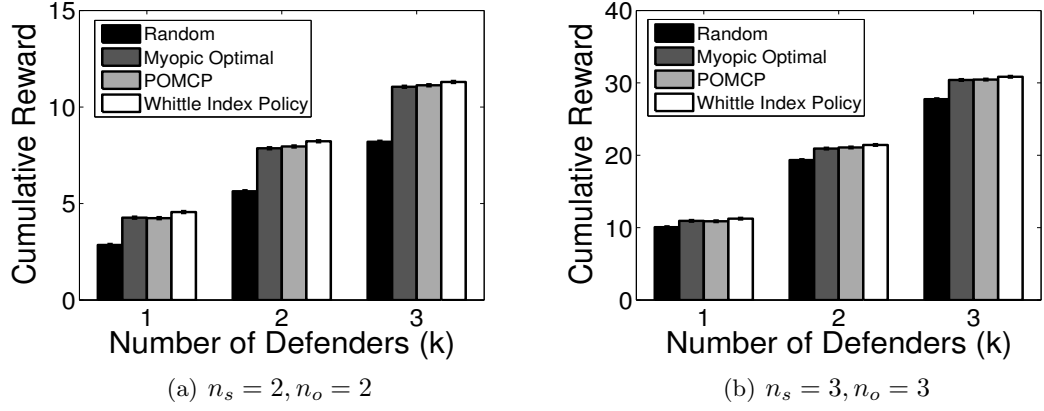 15
10
5
0
Cumulative Reward
Random
Myopic Optimal
POMCP
Whittle Index Policy
1 2 3
Number of Defenders (k)
(a) n_s = 2, n_o = 2
40
30
20
10
0
Cumulative Reward
Random
Myopic Optimal
POMCP
Whittle Index Policy
1 2 3
Number of Defenders (k)
(b) n_s = 3, n_o = 3